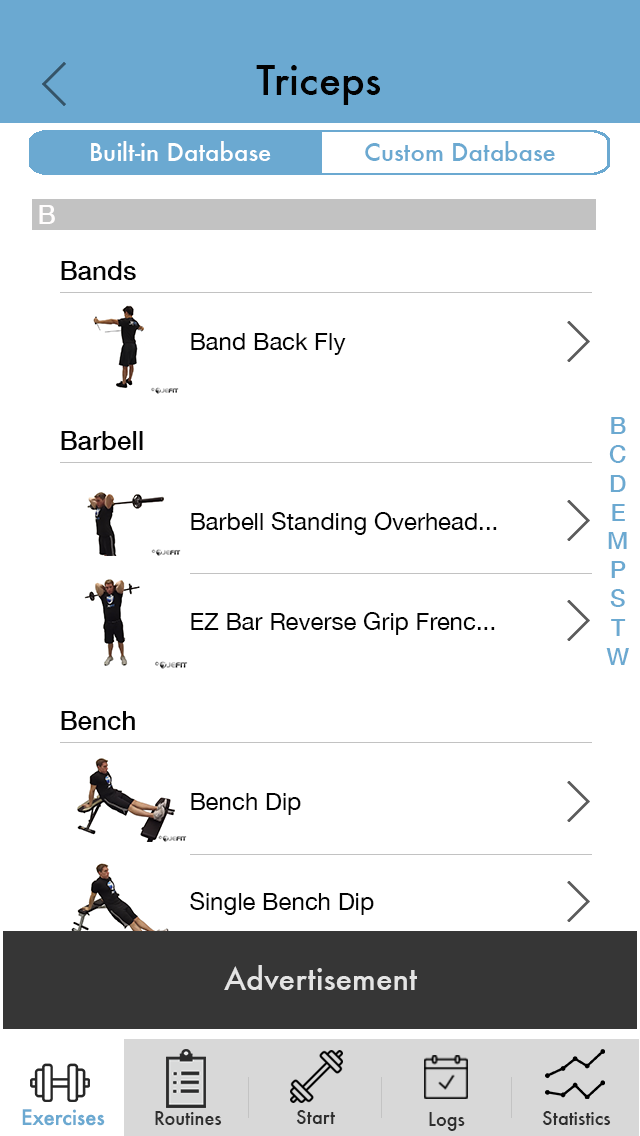 Triceps
Built-in Database
Custom Database
B
Bands
Band Back Fly
JEFIT
Barbell
Barbell Standing Overhead...
JEFIT
EZ Bar Reverse Grip Frenc...
JEFIT
Bench
Bench Dip
JEFIT
Single Bench Dip
B
C
D
E
M
P
S
T
W
Advertisement
Exercises
Routines
Start
Logs
Statistics